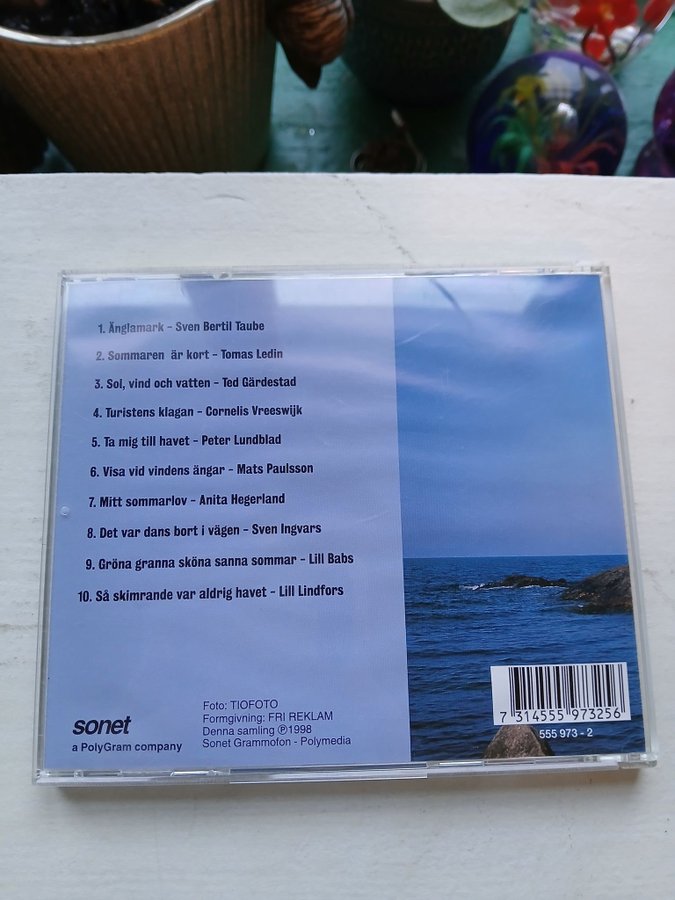 1. Änglamark - Sven Bertil Taube
2. Sommaren är kort - Tomas Ledin
3. Sol, vind och vatten - Ted Gärdestad
4. Turistens klagan - Cornelis Vreeswijk
5. Ta mig till havet - Peter Lundblad
6. Visa vid vindens ängar - Mats Paulsson
7. Mitt sommarlov - Anita Hegerland
8. Det var dans bort i vägen - Sven Ingvars
9. Gröna granna sköna sanna sommar - Lill Babs
10. Så skimrande var aldrig havet - Lill Lindfors
sonet
a PolyGram company
Foto: TIOFOTO
Formgivning: FRI REKLAM
Denna samling ℗1998
Sonet Grammofon - Polymedia
7 314555 973256
555 973 - 2